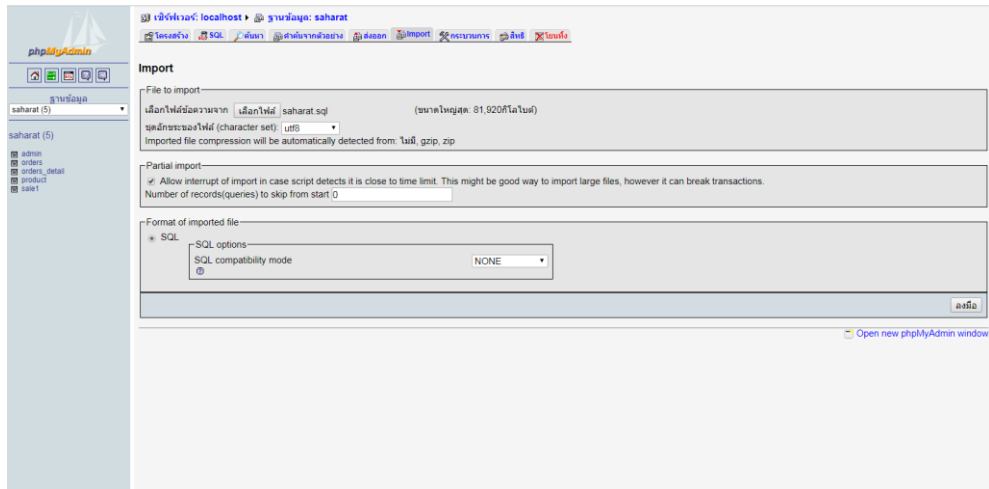 เซิร์ฟเวอร์: localhost ▸ ฐานข้อมูล: saharat
โครงสร้าง SQL ค้นหา คำค้นจากตัวอย่าง ส่งออก Import กระบวนการ สิทธิ โยนทิ้ง
phpMyAdmin
ฐานข้อมูล
saharat (5)
saharat (5)
admin
orders
orders_detail
product
sale1
Import
File to import
เลือกไฟล์ข้อความจาก เลือกไฟล์ saharat.sql (ขนาดใหญ่สุด: 81,920กิโลไบต์)
ชุดอักขระของไฟล์ (character set): utf8
Imported file compression will be automatically detected from: ไม่มี, gzip, zip
Partial import
Allow interrupt of import in case script detects it is close to time limit. This might be good way to import large files, however it can break transactions.
Number of records(queries) to skip from start 0
Format of imported file
SQL
SQL options
SQL compatibility mode NONE
ลงมือ
Open new phpMyAdmin window